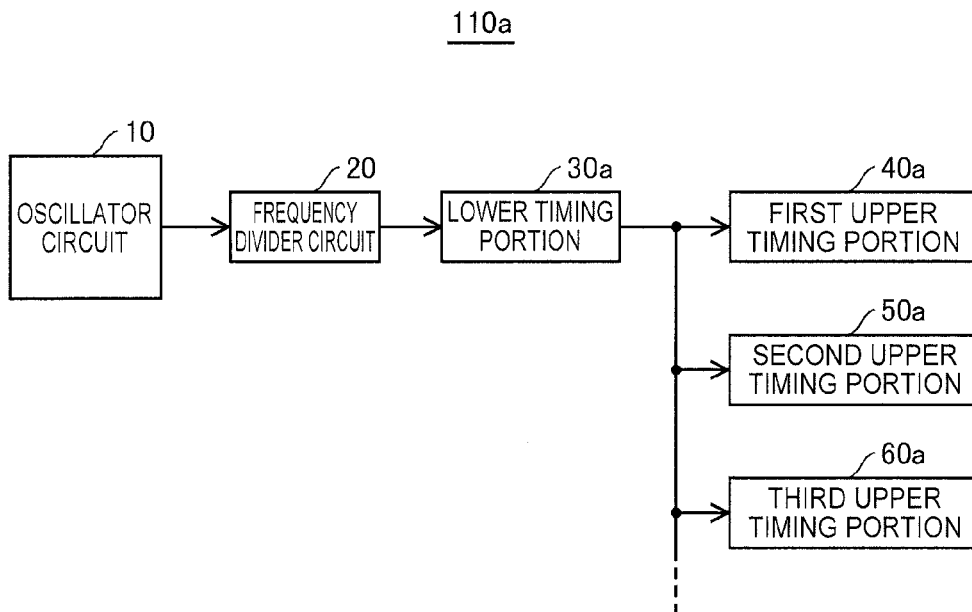 110a
10
OSCILLATOR
CIRCUIT
20
FREQUENCY
DIVIDER CIRCUIT
30a
LOWER TIMING
PORTION
40a
FIRST UPPER
TIMING PORTION
50a
SECOND UPPER
TIMING PORTION
60a
THIRD UPPER
TIMING PORTION